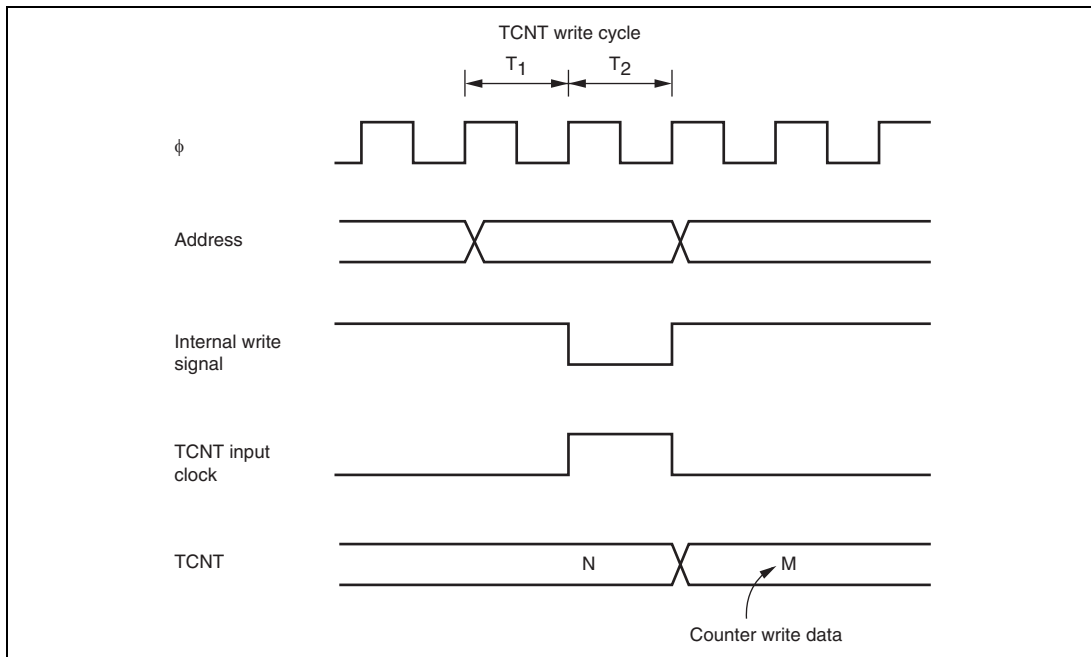 TCNT write cycle
T1 T2
ϕ
Address
Internal write
signal
TCNT input
clock
TCNT N M
Counter write data